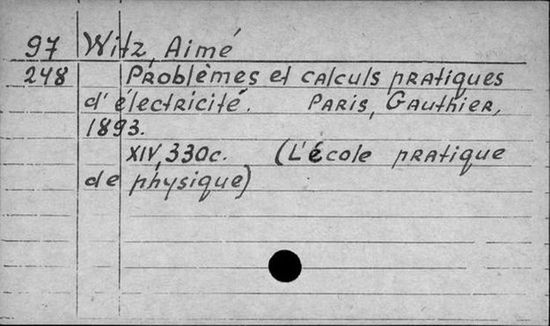 97 Witz, Aimé
248 Problèmes et calculs pratiques
d'électricité. Paris, Gauthier,
1893.
XIV, 330c. (L'école pratique
de physique)